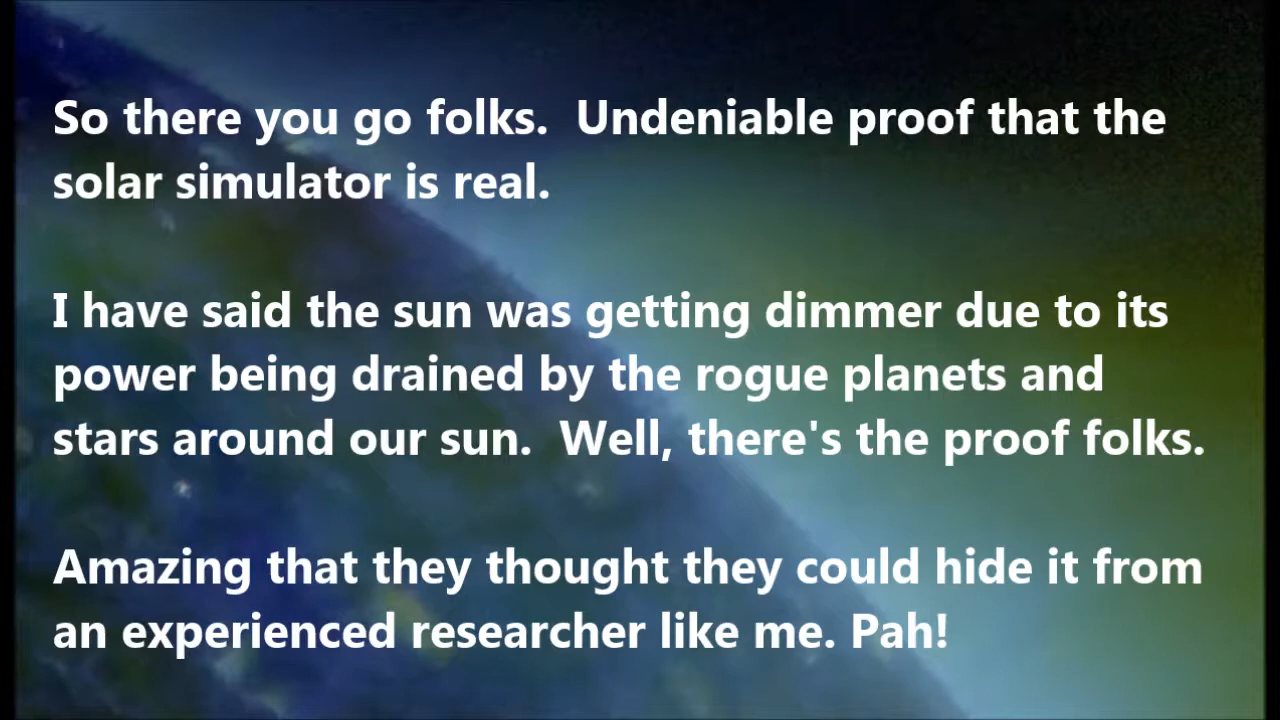 So there you go folks.  Undeniable proof that the
solar simulator is real.
I have said the sun was getting dimmer due to its
power being drained by the rogue planets and
stars around our sun.  Well, there's the proof folks.
Amazing that they thought they could hide it from
an experienced researcher like me. Pah!